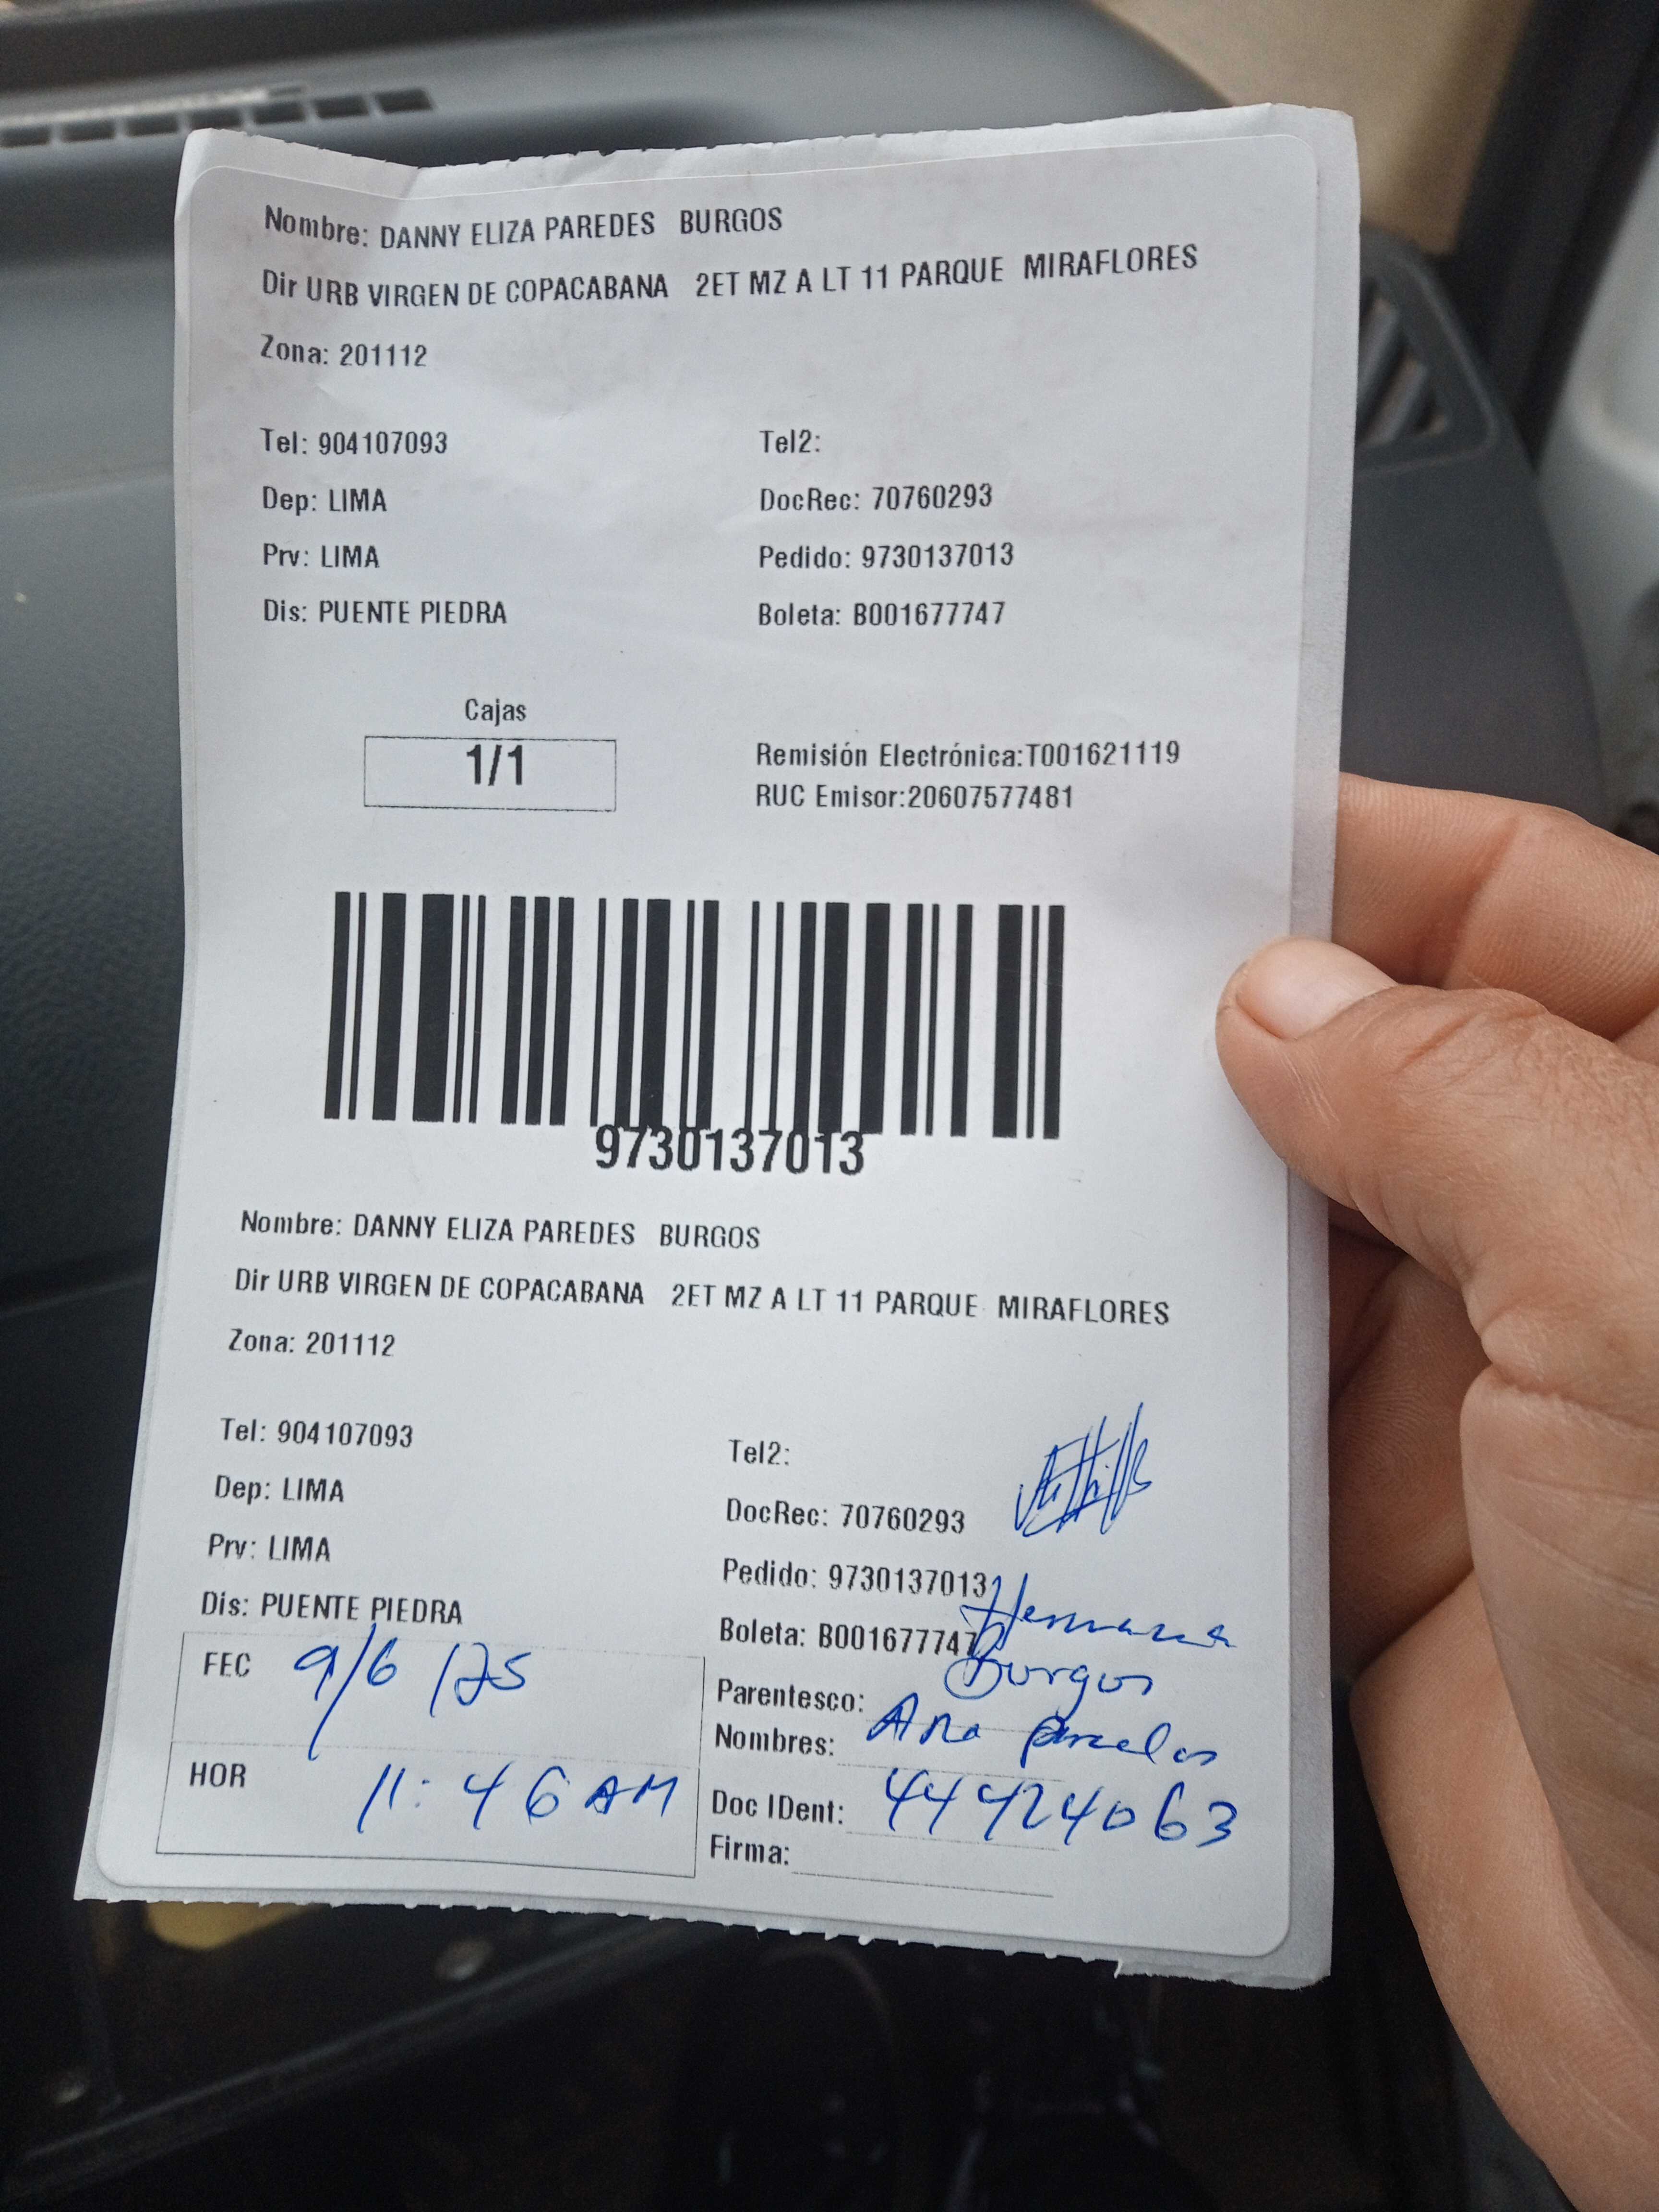 Nombre: DANNY ELIZA PAREDES BURGOS
Dir URB VIRGEN DE COPACABANA 2ET MZ A LT 11 PARQUE MIRAFLORES
Zona: 201112
Tel: 904107093 Tel2:
Dep: LIMA DocRec: 70760293
Prv: LIMA Pedido: 9730137013
Dis: PUENTE PIEDRA Boleta: B001677747
Cajas
1/1
Remisión Electrónica:T001621119
RUC Emisor:20607577481
9730137013
Nombre: DANNY ELIZA PAREDES BURGOS
Dir URB VIRGEN DE COPACABANA 2ET MZ A LT 11 PARQUE MIRAFLORES
Zona: 201112
Tel: 904107093 Tel2:
Dep: LIMA DocRec: 70760293
Prv: LIMA Pedido: 9730137013
Dis: PUENTE PIEDRA Boleta: B001677747
Hermana
FEC 9/6/25
Burgos
Parentesco:
Nombres: Ana Paredes
HOR 11:46 AM
Doc IDent: 44424063
Firma: